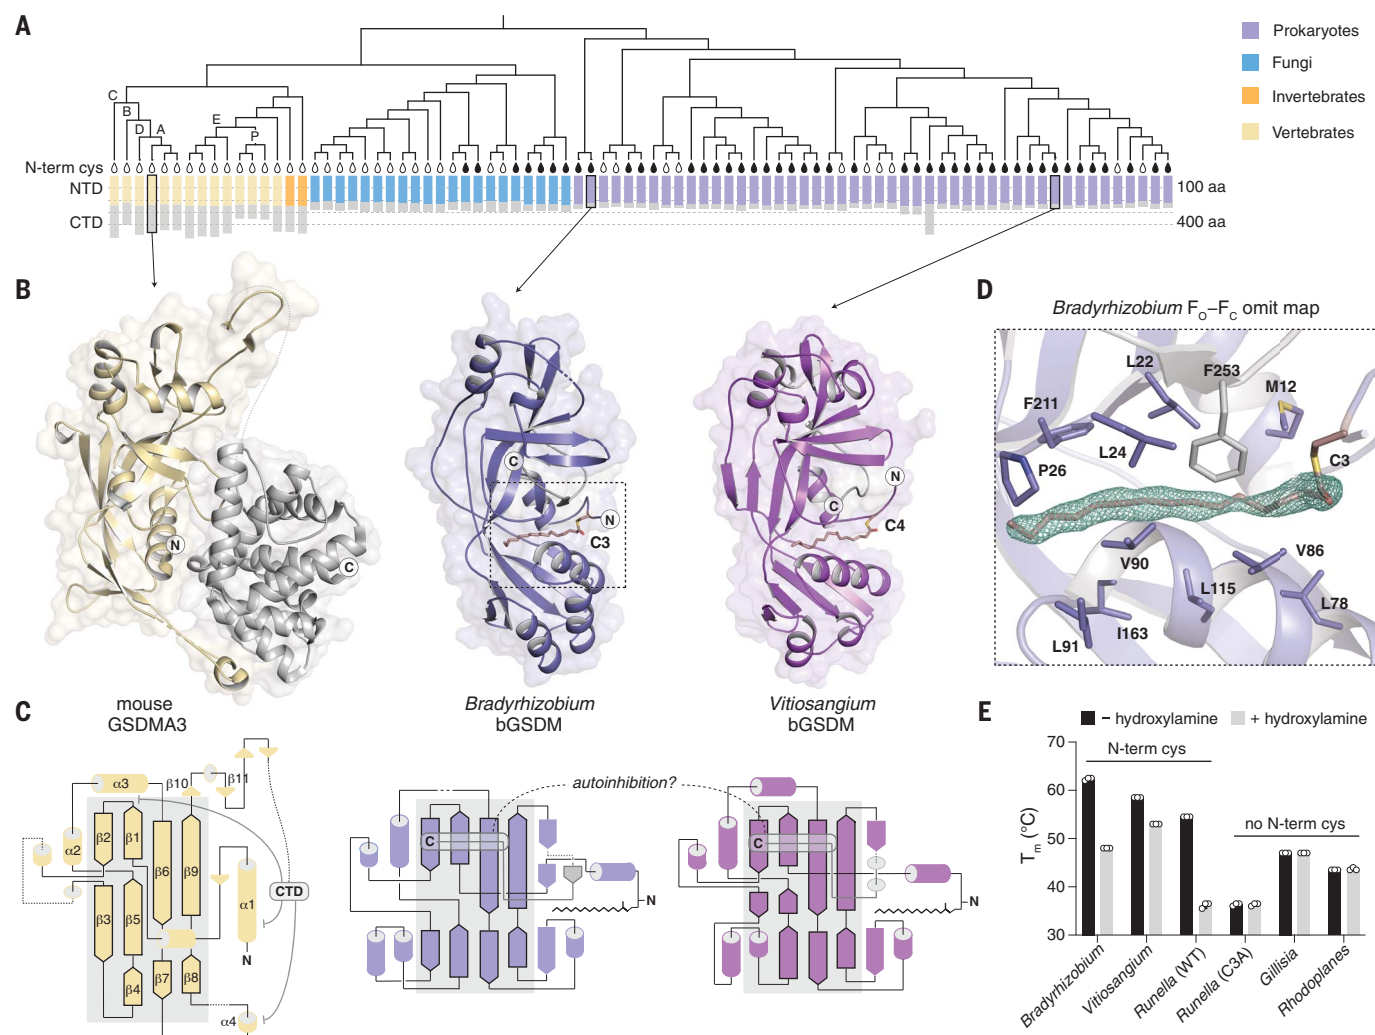 A
Prokaryotes
Fungi
Invertebrates
Vertebrates
C
B
D
A
E
P
N-term cys
NTD
CTD
100 aa
400 aa
B
N
C
C
N
C3
N
C
C4
mouse
GSDMA3
Bradyrhizobium
bGSDM
Vitiosangium
bGSDM
D
Bradyrhizobium FO–FC omit map
L22
F253
M12
F211
L24
C3
P26
V90
V86
L115
L78
I163
L91
C
α3
β10
β11
α2
β2
β1
β6
β9
CTD
α1
β3
β5
N
β4
β7
β8
α4
autoinhibition?
C
N
C
N
E
– hydroxylamine
+ hydroxylamine
N-term cys
no N-term cys
Tm (°C)
70
60
50
40
30
Bradyrhizobium
Vitiosangium
Runella (WT)
Runella (C3A)
Gillisia
Rhodoplanes